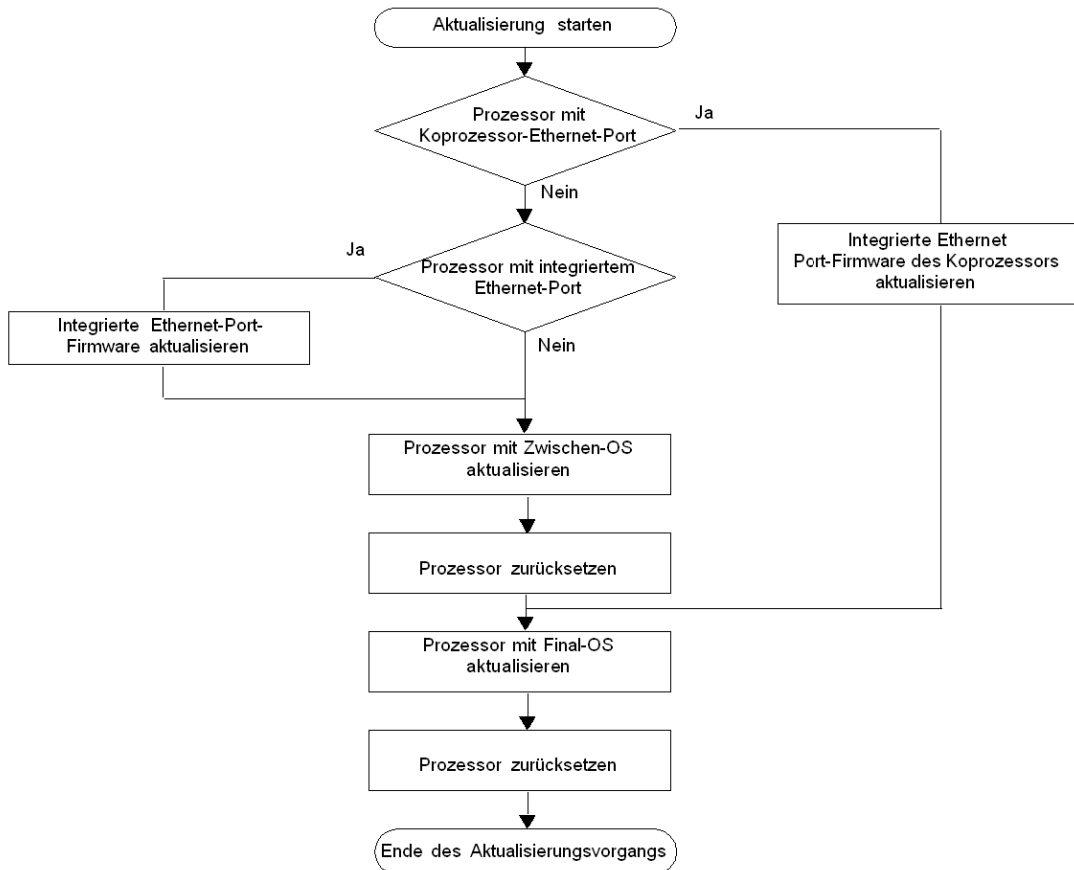 Aktualisierung starten
Prozessor mit
Koprozessor-Ethernet-Port
Ja
Nein
Prozessor mit integriertem
Ethernet-Port
Ja
Integrierte Ethernet
Port-Firmware des Koprozessors
aktualisieren
Integrierte Ethernet-Port-
Firmware aktualisieren
Nein
Prozessor mit Zwischen-OS
aktualisieren
Prozessor zurücksetzen
Prozessor mit Final-OS
aktualisieren
Prozessor zurücksetzen
Ende des Aktualisierungsvorgangs